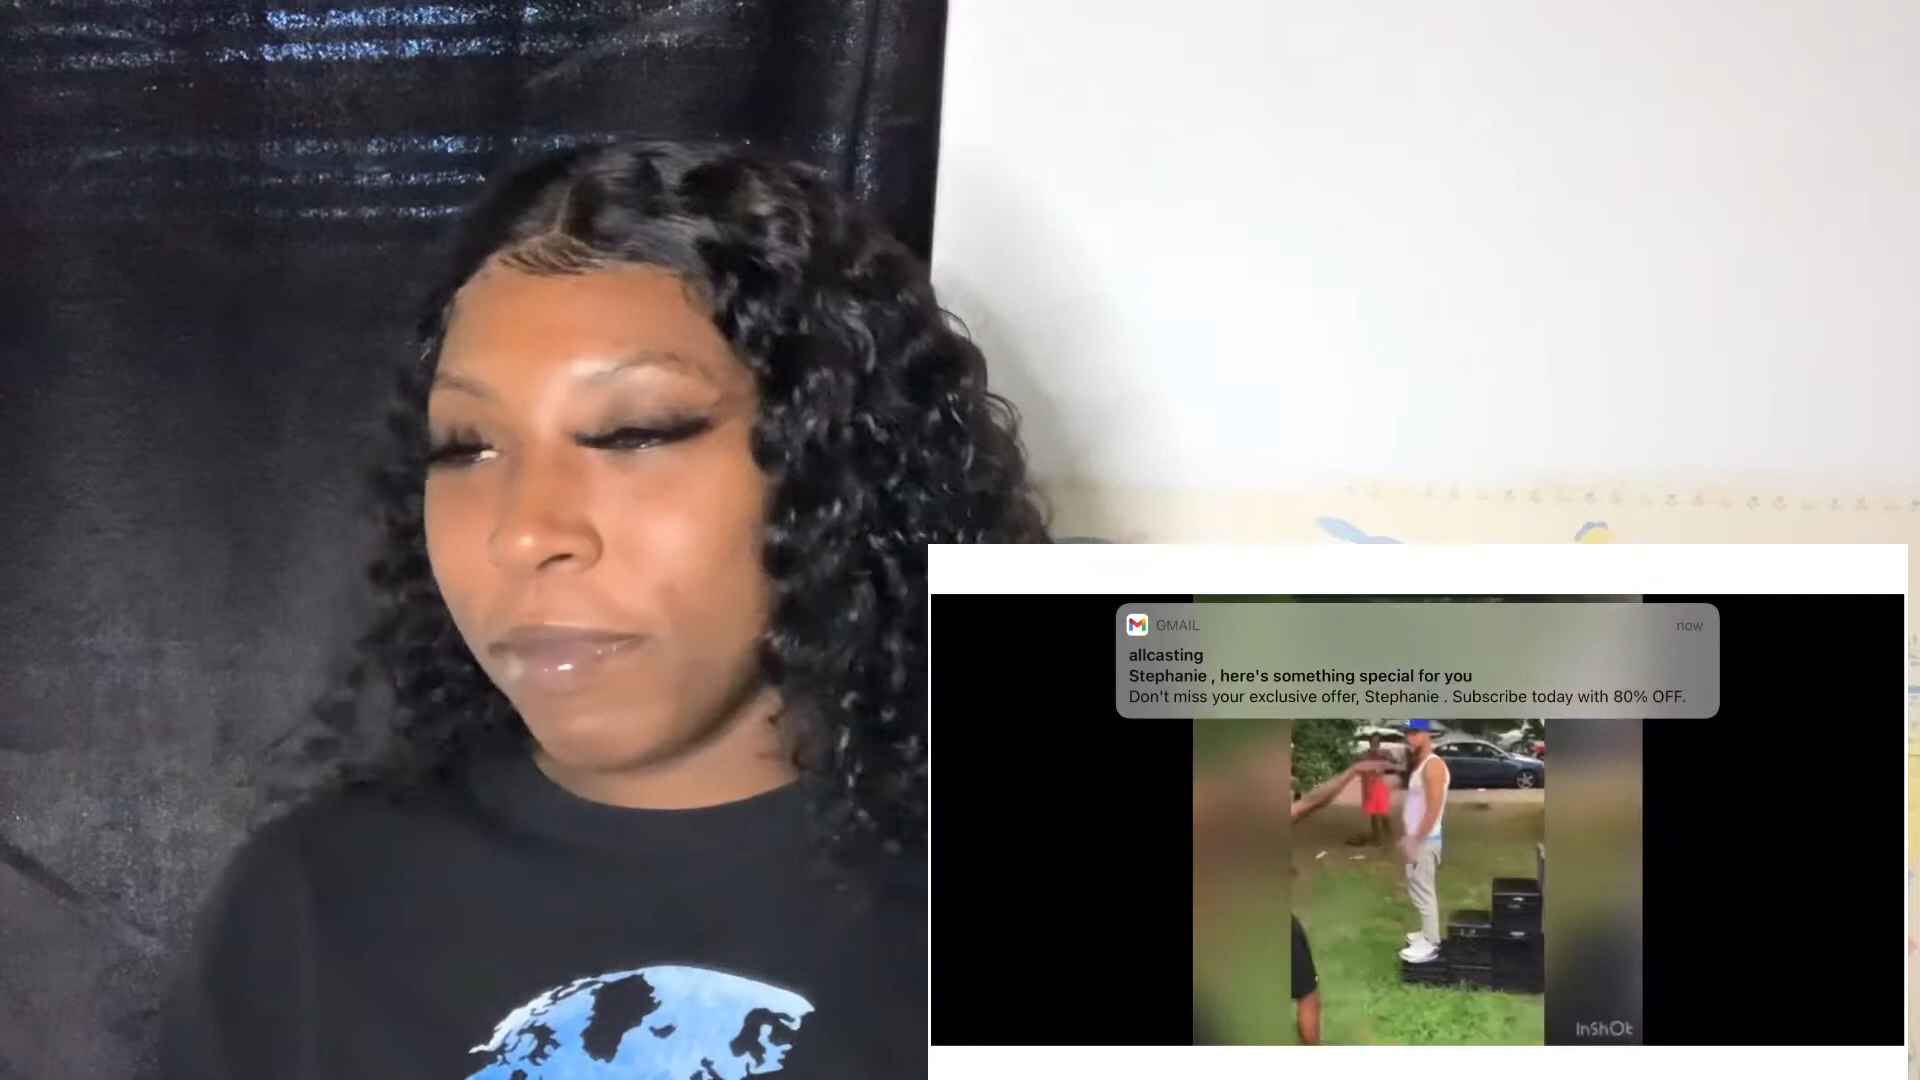 GMAIL
now
allcasting
Stephanie , here's something special for you
Don't miss your exclusive offer, Stephanie . Subscribe today with 80% OFF.
InShOt